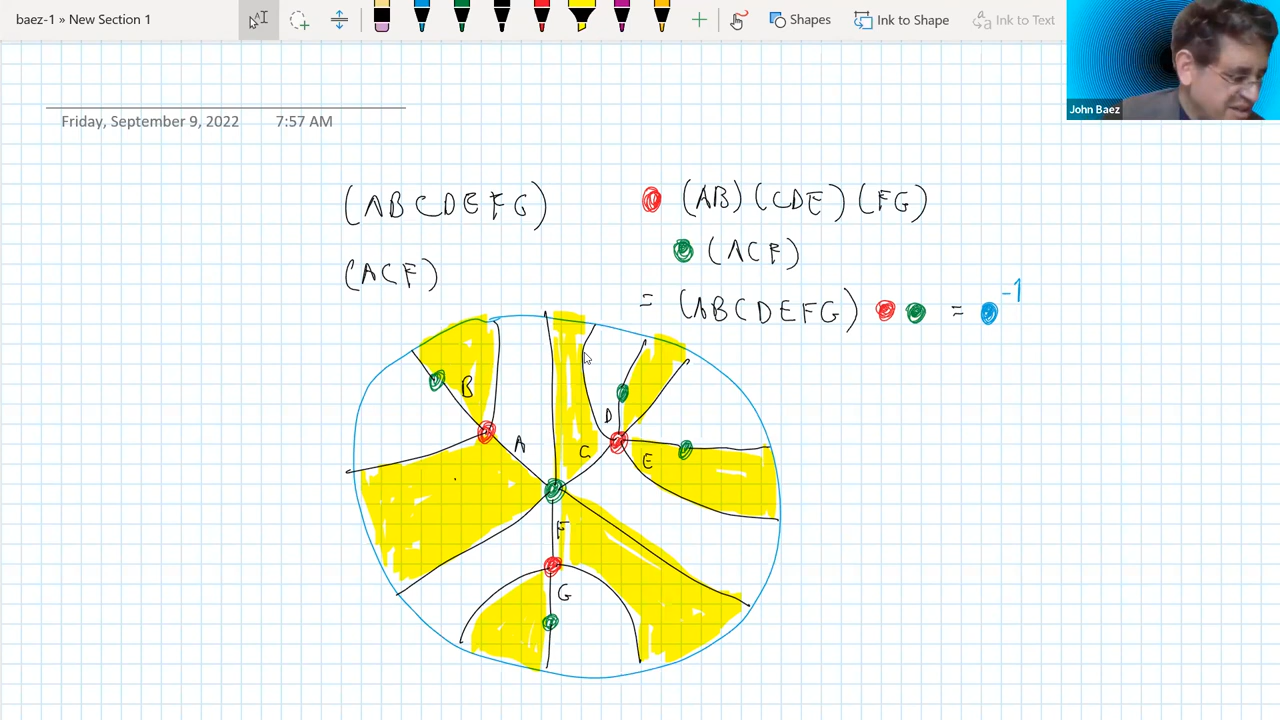 baez-1 » New Section 1
Shapes
Ink to Shape
Ink to Text
John Baez
Friday, September 9, 2022 7:57 AM
(ABCDEFG)
(AB)(CDE)(FG)
(ACF)
(ACF)
= (ABCDEFG) = -1
B
A
C
D
E
F
G